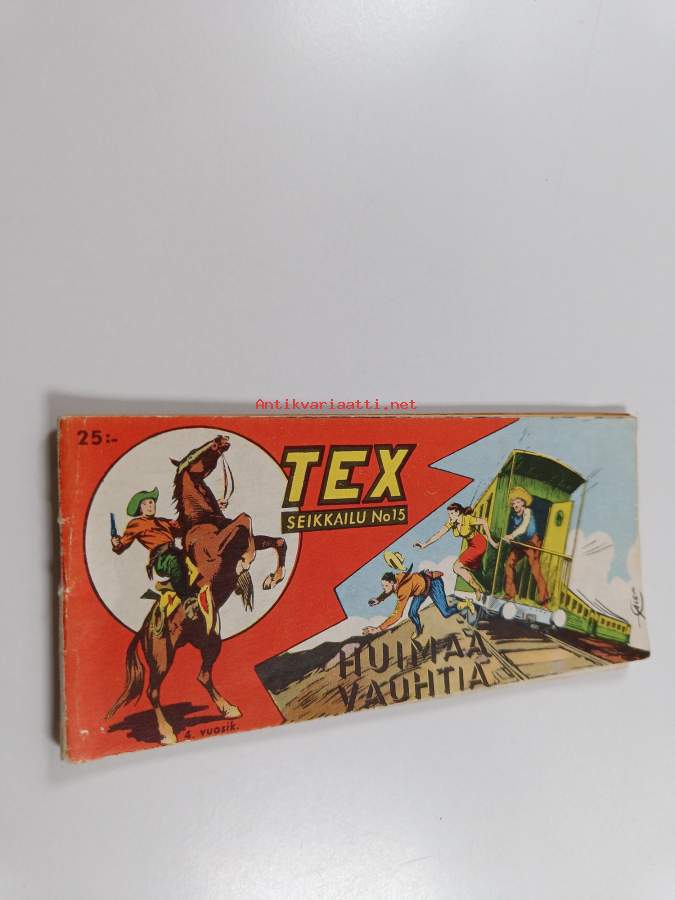 Antikvariaatti.net
25:-
TEX
SEIKKAILU No 15
HUIMAA
VAUHTIA
4. vuosik.